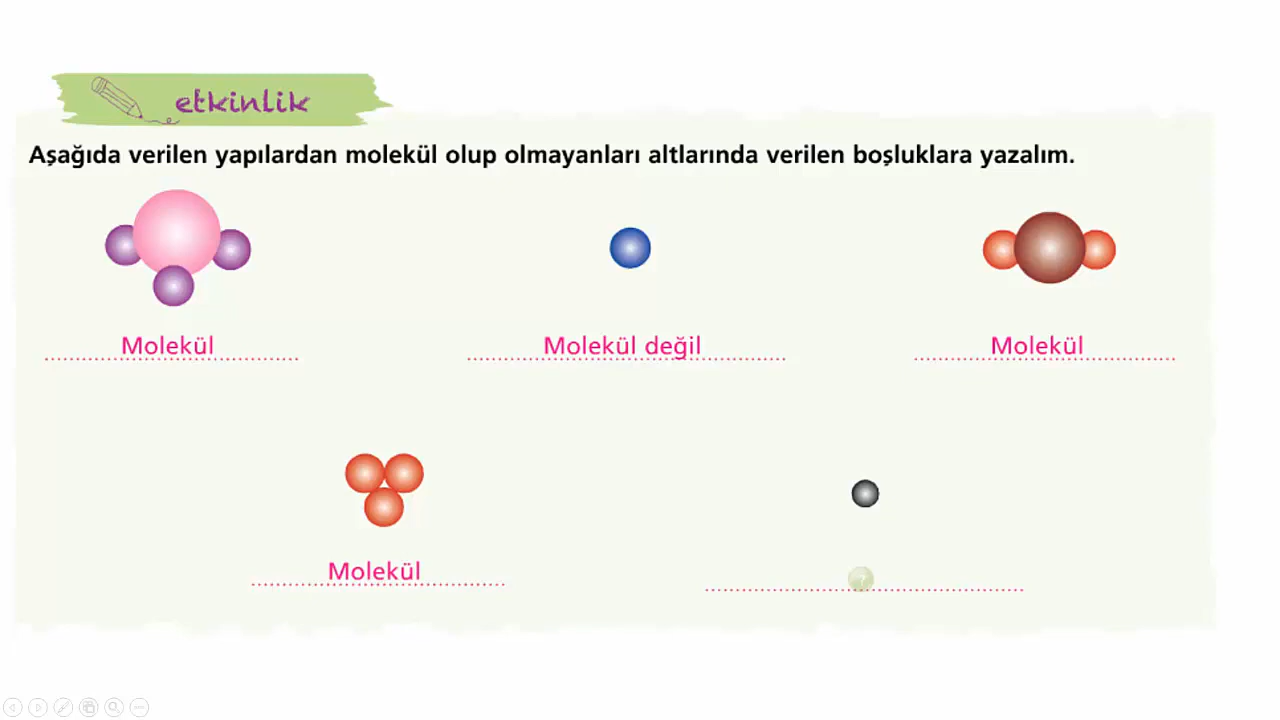 etkinlik
Aşağıda verilen yapılardan molekül olup olmayanları altlarında verilen boşluklara yazalım.
Molekül
Molekül değil
Molekül
Molekül
?